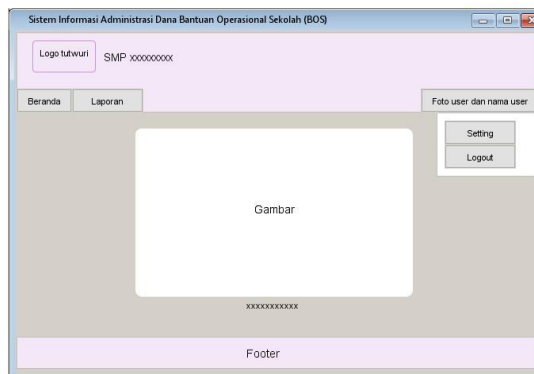 Sistem Informasi Administrasi Dana Bantuan Operasional Sekolah (BOS)
Logo tutwuri
SMP xxxxxxxxx
Beranda
Laporan
Foto user dan nama user
Setting
Logout
Gambar
xxxxxxxxxxx
Footer